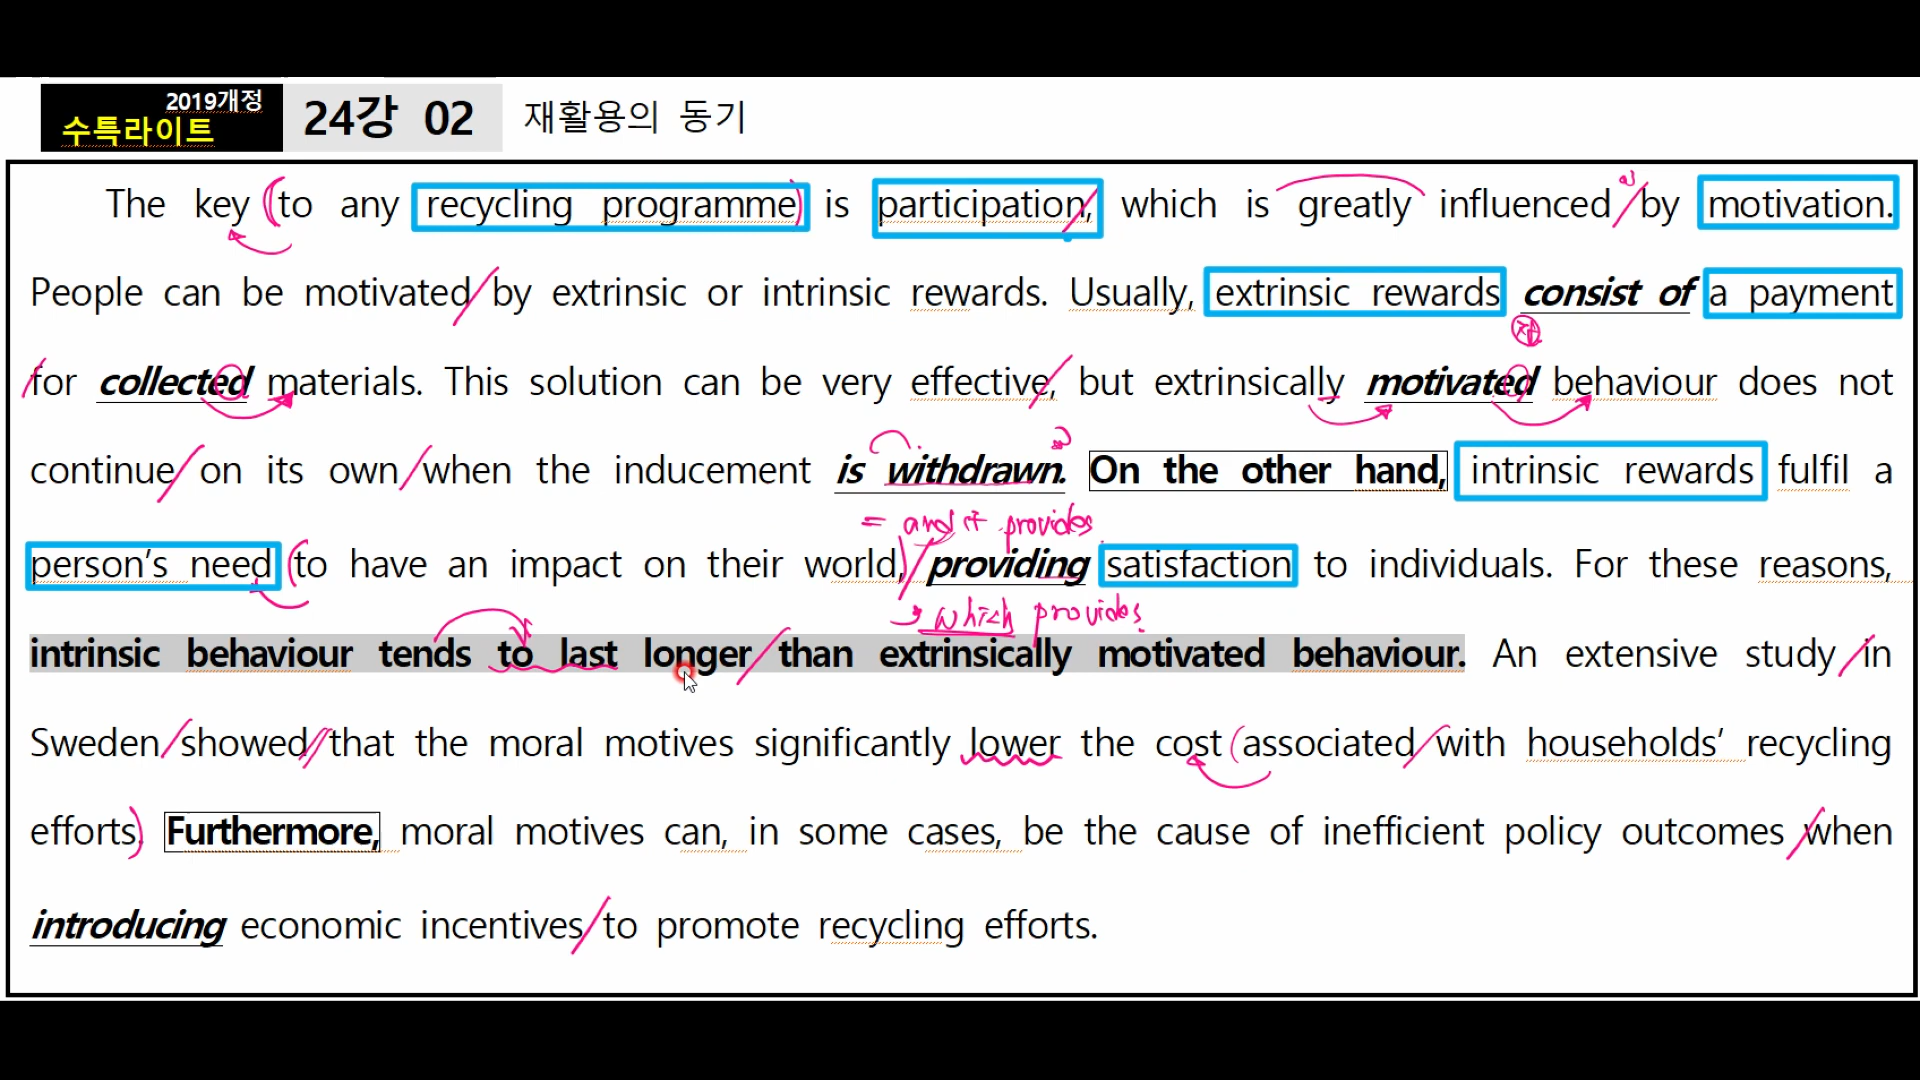 2019개정
수특라이트
24강 02
재활용의 동기
The key to any recycling programme is participation, which is greatly influenced by motivation.
People can be motivated by extrinsic or intrinsic rewards. Usually, extrinsic rewards consist of a payment
for collected materials. This solution can be very effective, but extrinsically motivated behaviour does not
continue on its own when the inducement is withdrawn. On the other hand, intrinsic rewards fulfil a
= and it provides
person's need to have an impact on their world, providing satisfaction to individuals. For these reasons,
which provides
intrinsic behaviour tends to last longer than extrinsically motivated behaviour. An extensive study in
Sweden showed that the moral motives significantly lower the cost associated with households' recycling
efforts. Furthermore, moral motives can, in some cases, be the cause of inefficient policy outcomes when
introducing economic incentives to promote recycling efforts.